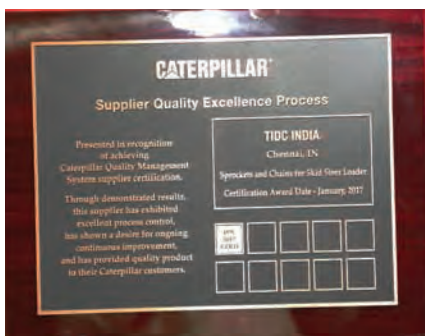 CATERPILLAR®
Supplier Quality Excellence Process
Presented in recognition
of achieving
Caterpillar Quality Management
System supplier certification.
Through demonstrated results,
this supplier has exhibited
excellent process control,
has shown a desire for ongoing
continuous improvement,
and has provided quality product
to their Caterpillar customers.
TIDC INDIA
Chennai, IN
Sprockets and Chains for Skid Steer Loader
Certification Award Date - January, 2017